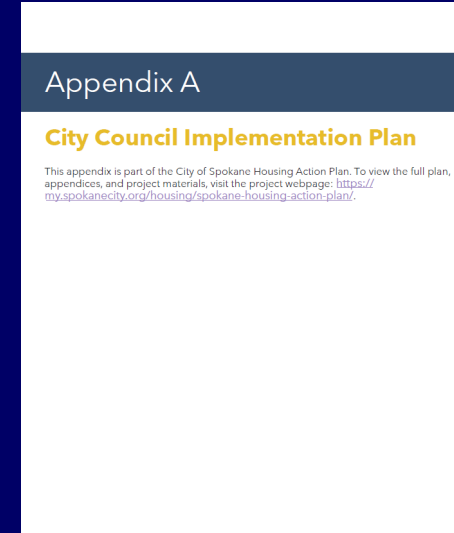 Appendix A
City Council Implementation Plan
This appendix is part of the City of Spokane Housing Action Plan. To view the full plan,
appendices, and project materials, visit the project webpage: https://
my.spokanecity.org/housing/spokane-housing-action-plan/.